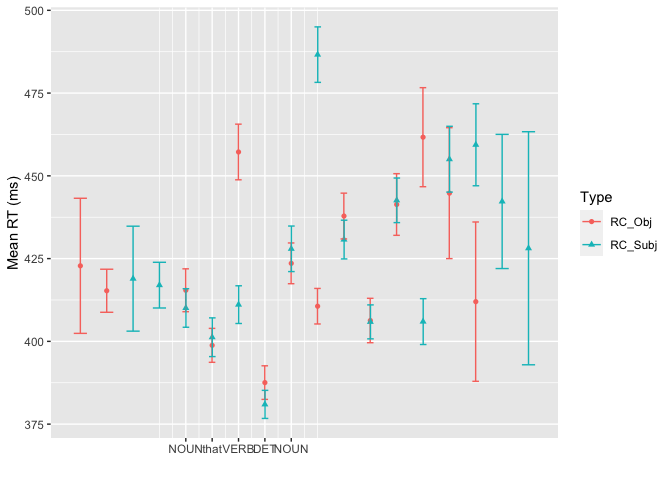 500
475
450
425
400
375
Mean RT (ms)
NOUN that VERB DET NOUN
Type
RC_Obj
RC_Subj